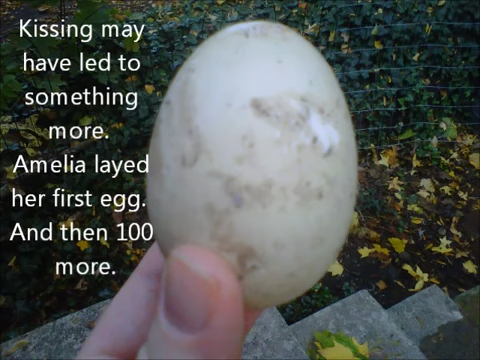 Kissing may
have led to
something
more.
Amelia layed
her first egg.
And then 100
more.